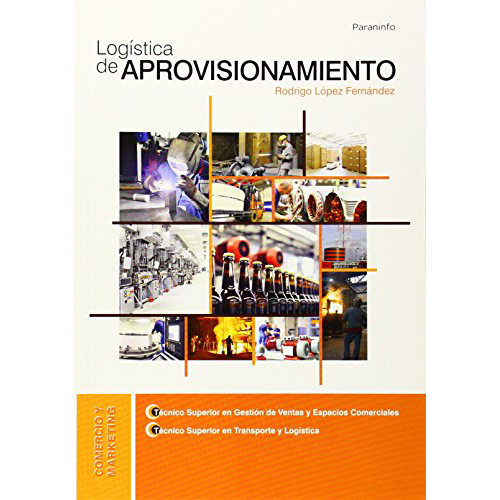 Paraninfo
Logística
de APROVISIONAMIENTO
Rodrigo López Fernández
COMERCIO Y
MARKETING
Técnico Superior en Gestión de Ventas y Espacios Comerciales
Técnico Superior en Transporte y Logística